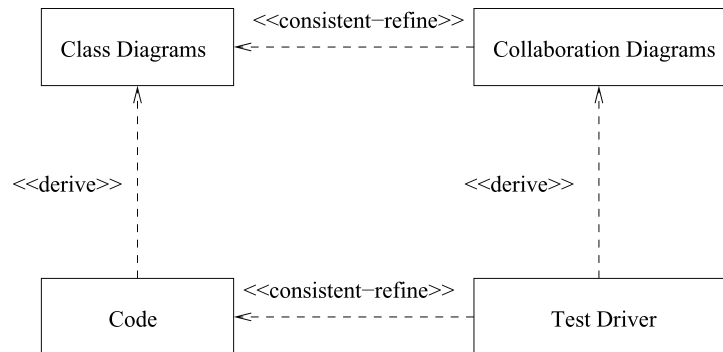 <<consistent−refine>>
Class Diagrams
Collaboration Diagrams
<<derive>>
<<derive>>
<<consistent−refine>>
Code
Test Driver